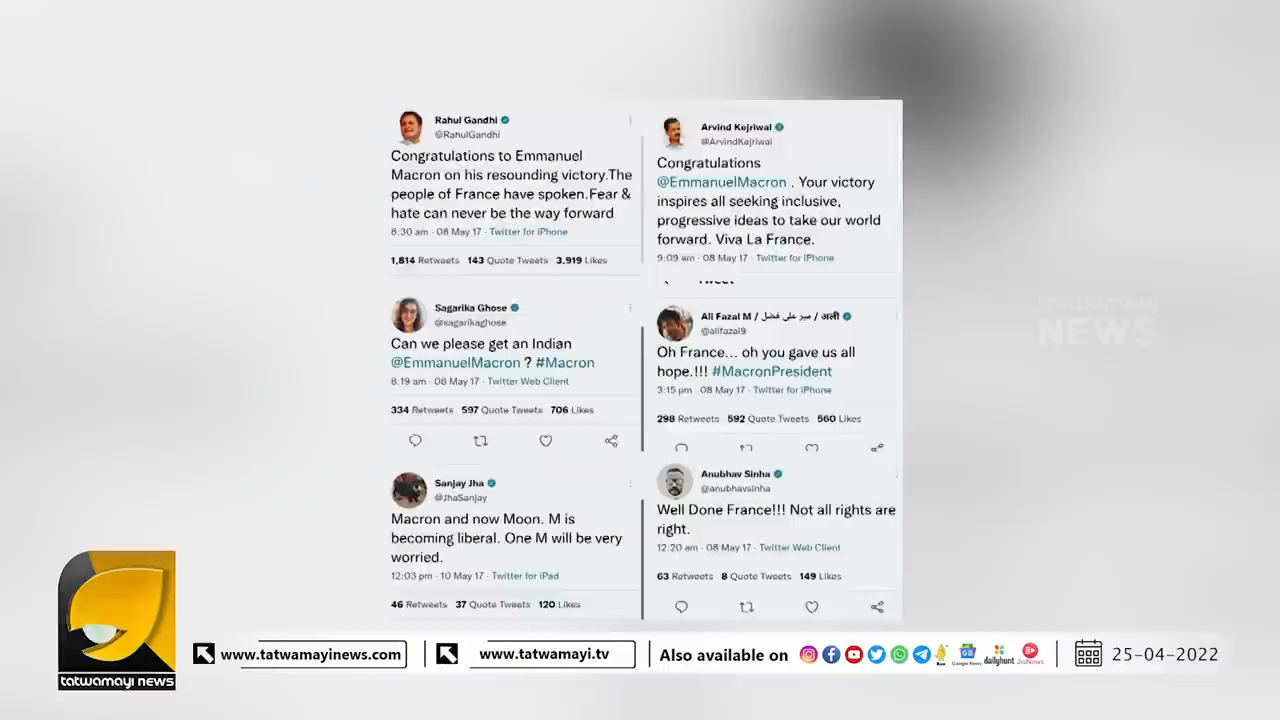 Rahul Gandhi
@RahulGandhi
Congratulations to Emmanuel
Macron on his resounding victory.The
people of France have spoken.Fear &
hate can never be the way forward
8:30 am · 08 May 17 · Twitter for iPhone
1,814 Retweets 143 Quote Tweets 3,919 Likes
Arvind Kejriwal
@ArvindKejriwal
Congratulations
@EmmanuelMacron . Your victory
inspires all seeking inclusive,
progressive ideas to take our world
forward. Viva La France.
9:09 am · 08 May 17 · Twitter for iPhone
Tweet
Sagarika Ghose
@sagarikaghose
Can we please get an Indian
@EmmanuelMacron ? #Macron
8:19 am · 08 May 17 · Twitter Web Client
334 Retweets 597 Quote Tweets 706 Likes
Ali Fazal M / میر علی فضل / अली
@alifazal9
Oh France... oh you gave us all
hope.!!! #MacronPresident
3:15 pm · 08 May 17 · Twitter for iPhone
298 Retweets 592 Quote Tweets 560 Likes
Sanjay Jha
@JhaSanjay
Macron and now Moon. M is
becoming liberal. One M will be very
worried.
12:03 pm · 10 May 17 · Twitter for iPad
46 Retweets 37 Quote Tweets 120 Likes
Anubhav Sinha
@anubhavsinha
Well Done France!!! Not all rights are
right.
12:20 am · 08 May 17 · Twitter Web Client
63 Retweets 8 Quote Tweets 149 Likes
NEWS
tatwamayi news
www.tatwamayinews.com
www.tatwamayi.tv
Also available on
Google News
dailyhunt
JioNews
25-04-2022